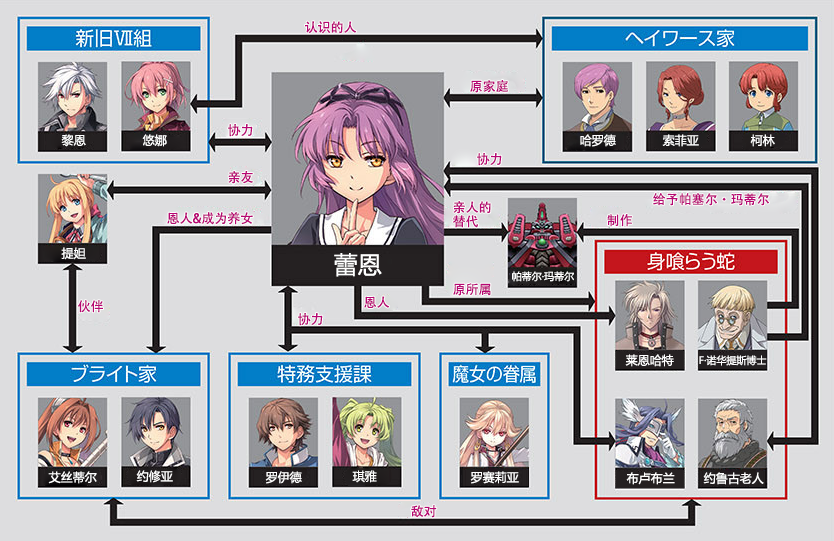 新旧Ⅶ組
认识的人
ヘイワース家
黎恩
悠娜
原家庭
哈罗德
索菲亚
柯林
协力
协力
亲友
给予帕塞尔・玛蒂尔
恩人&成为养女
亲人的
替代
制作
提妲
蕾恩
帕蒂尔·玛蒂尔
身喰らう蛇
原所属
恩人
伙伴
协力
莱恩哈特
F·诺华提斯博士
ブライト家
特務支援課
魔女の眷属
艾丝蒂尔
约修亚
罗伊德
琪雅
罗赛莉亚
布卢布兰
约鲁古老人
敌对